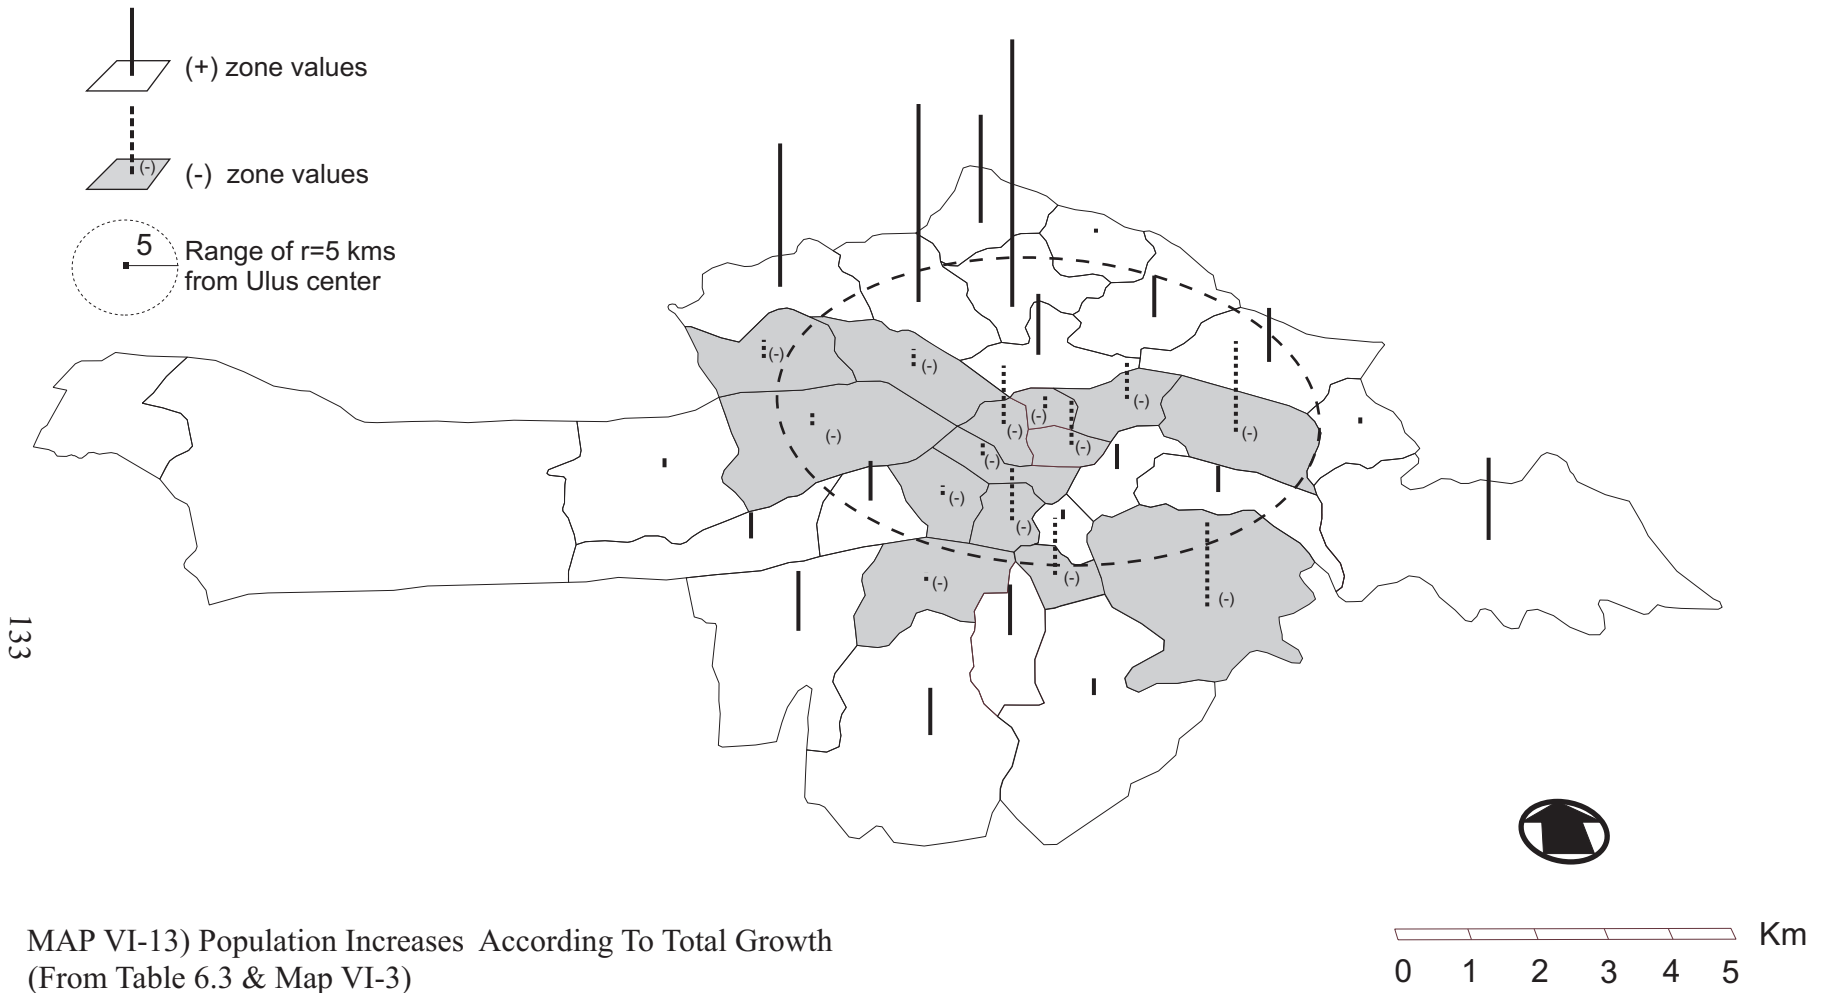 (+) zone values
(-)
(-) zone values
5
Range of r=5 kms
from Ulus center
(-)
(-)
(-)
(-)
(-)
(-)
(-)
(-)
(-)
(-)
(-)
(-)
(-)
(-)
133
MAP VI-13) Population Increases According To Total Growth
(From Table 6.3 & Map VI-3)
Km
0 1 2 3 4 5